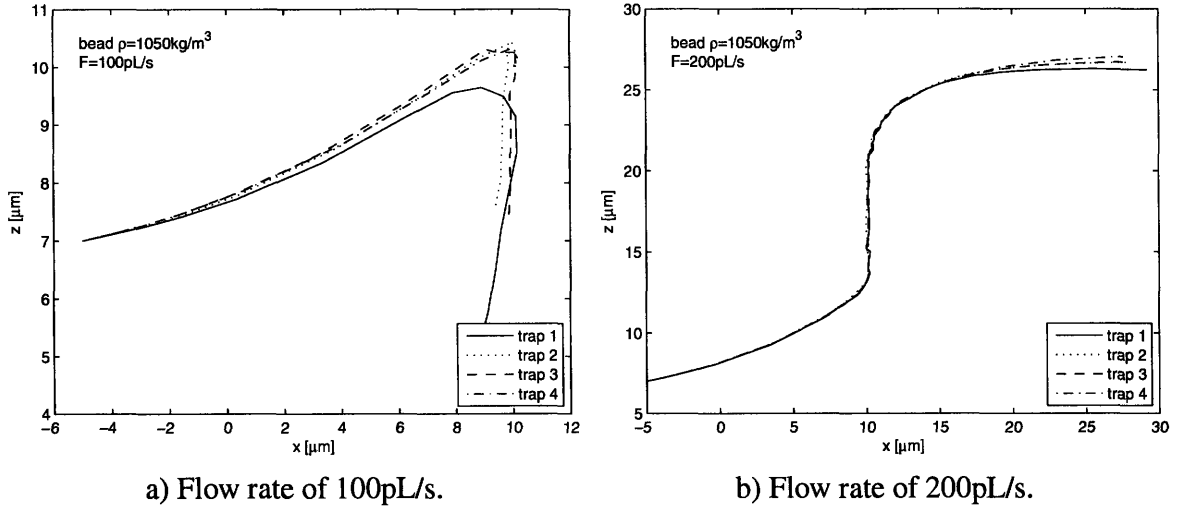 bead ρ=1050kg/m³
F=100pL/s
z [µm]
11
10
9
8
7
6
5
4
−6
−4
−2
0
2
4
6
8
10
12
x [µm]
trap 1
trap 2
trap 3
trap 4
a) Flow rate of 100pL/s.
bead ρ=1050kg/m³
F=200pL/s
z [µm]
30
25
20
15
10
5
−5
0
5
10
15
20
25
30
x [µm]
trap 1
trap 2
trap 3
trap 4
b) Flow rate of 200pL/s.